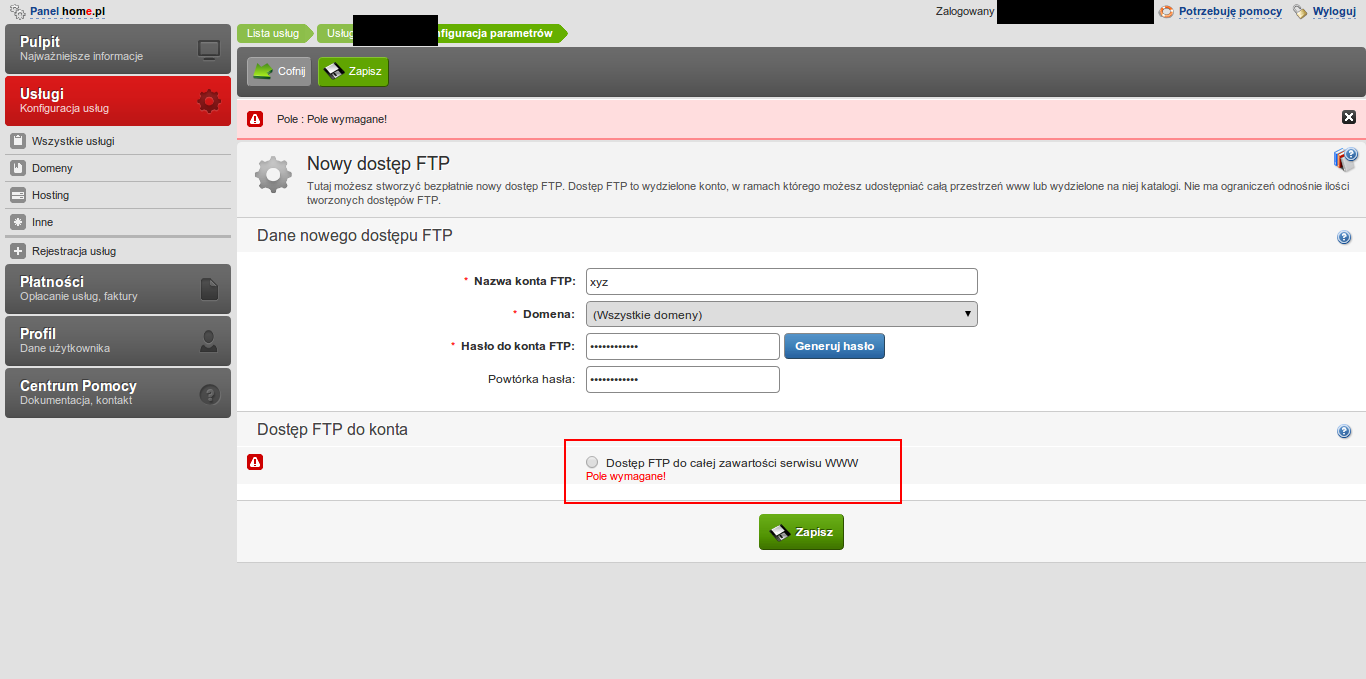 Panel home.pl
Zalogowany
Potrzebuję pomocy
Wyloguj
Pulpit
Najważniejsze informacje
Usługi
Konfiguracja usług
Wszystkie usługi
Domeny
Hosting
Inne
Rejestracja usług
Płatności
Opłacanie usług, faktury
Profil
Dane użytkownika
Centrum Pomocy
Dokumentacja, kontakt
Lista usług
nfiguracja parametrów
Cofnij
Zapisz
Pole : Pole wymagane!
Nowy dostęp FTP
Tutaj możesz stworzyć bezpłatnie nowy dostęp FTP. Dostęp FTP to wydzielone konto, w ramach którego możesz udostępniać całą przestrzeń www lub wydzielone na niej katalogi. Nie ma ograniczeń odnośnie ilości
tworzonych dostępów FTP.
Dane nowego dostępu FTP
* Nazwa konta FTP: xyz
* Domena: (Wszystkie domeny)
* Hasło do konta FTP: •••••••••••• Generuj hasło
Powtórka hasła: ••••••••••••
Dostęp FTP do konta
Dostęp FTP do całej zawartości serwisu WWW
Pole wymagane!
Zapisz